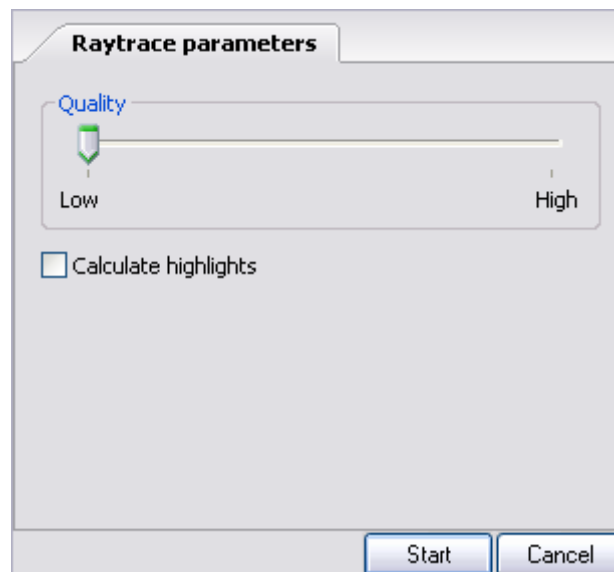 Raytrace parameters
Quality
Low High
Calculate highlights
Start Cancel